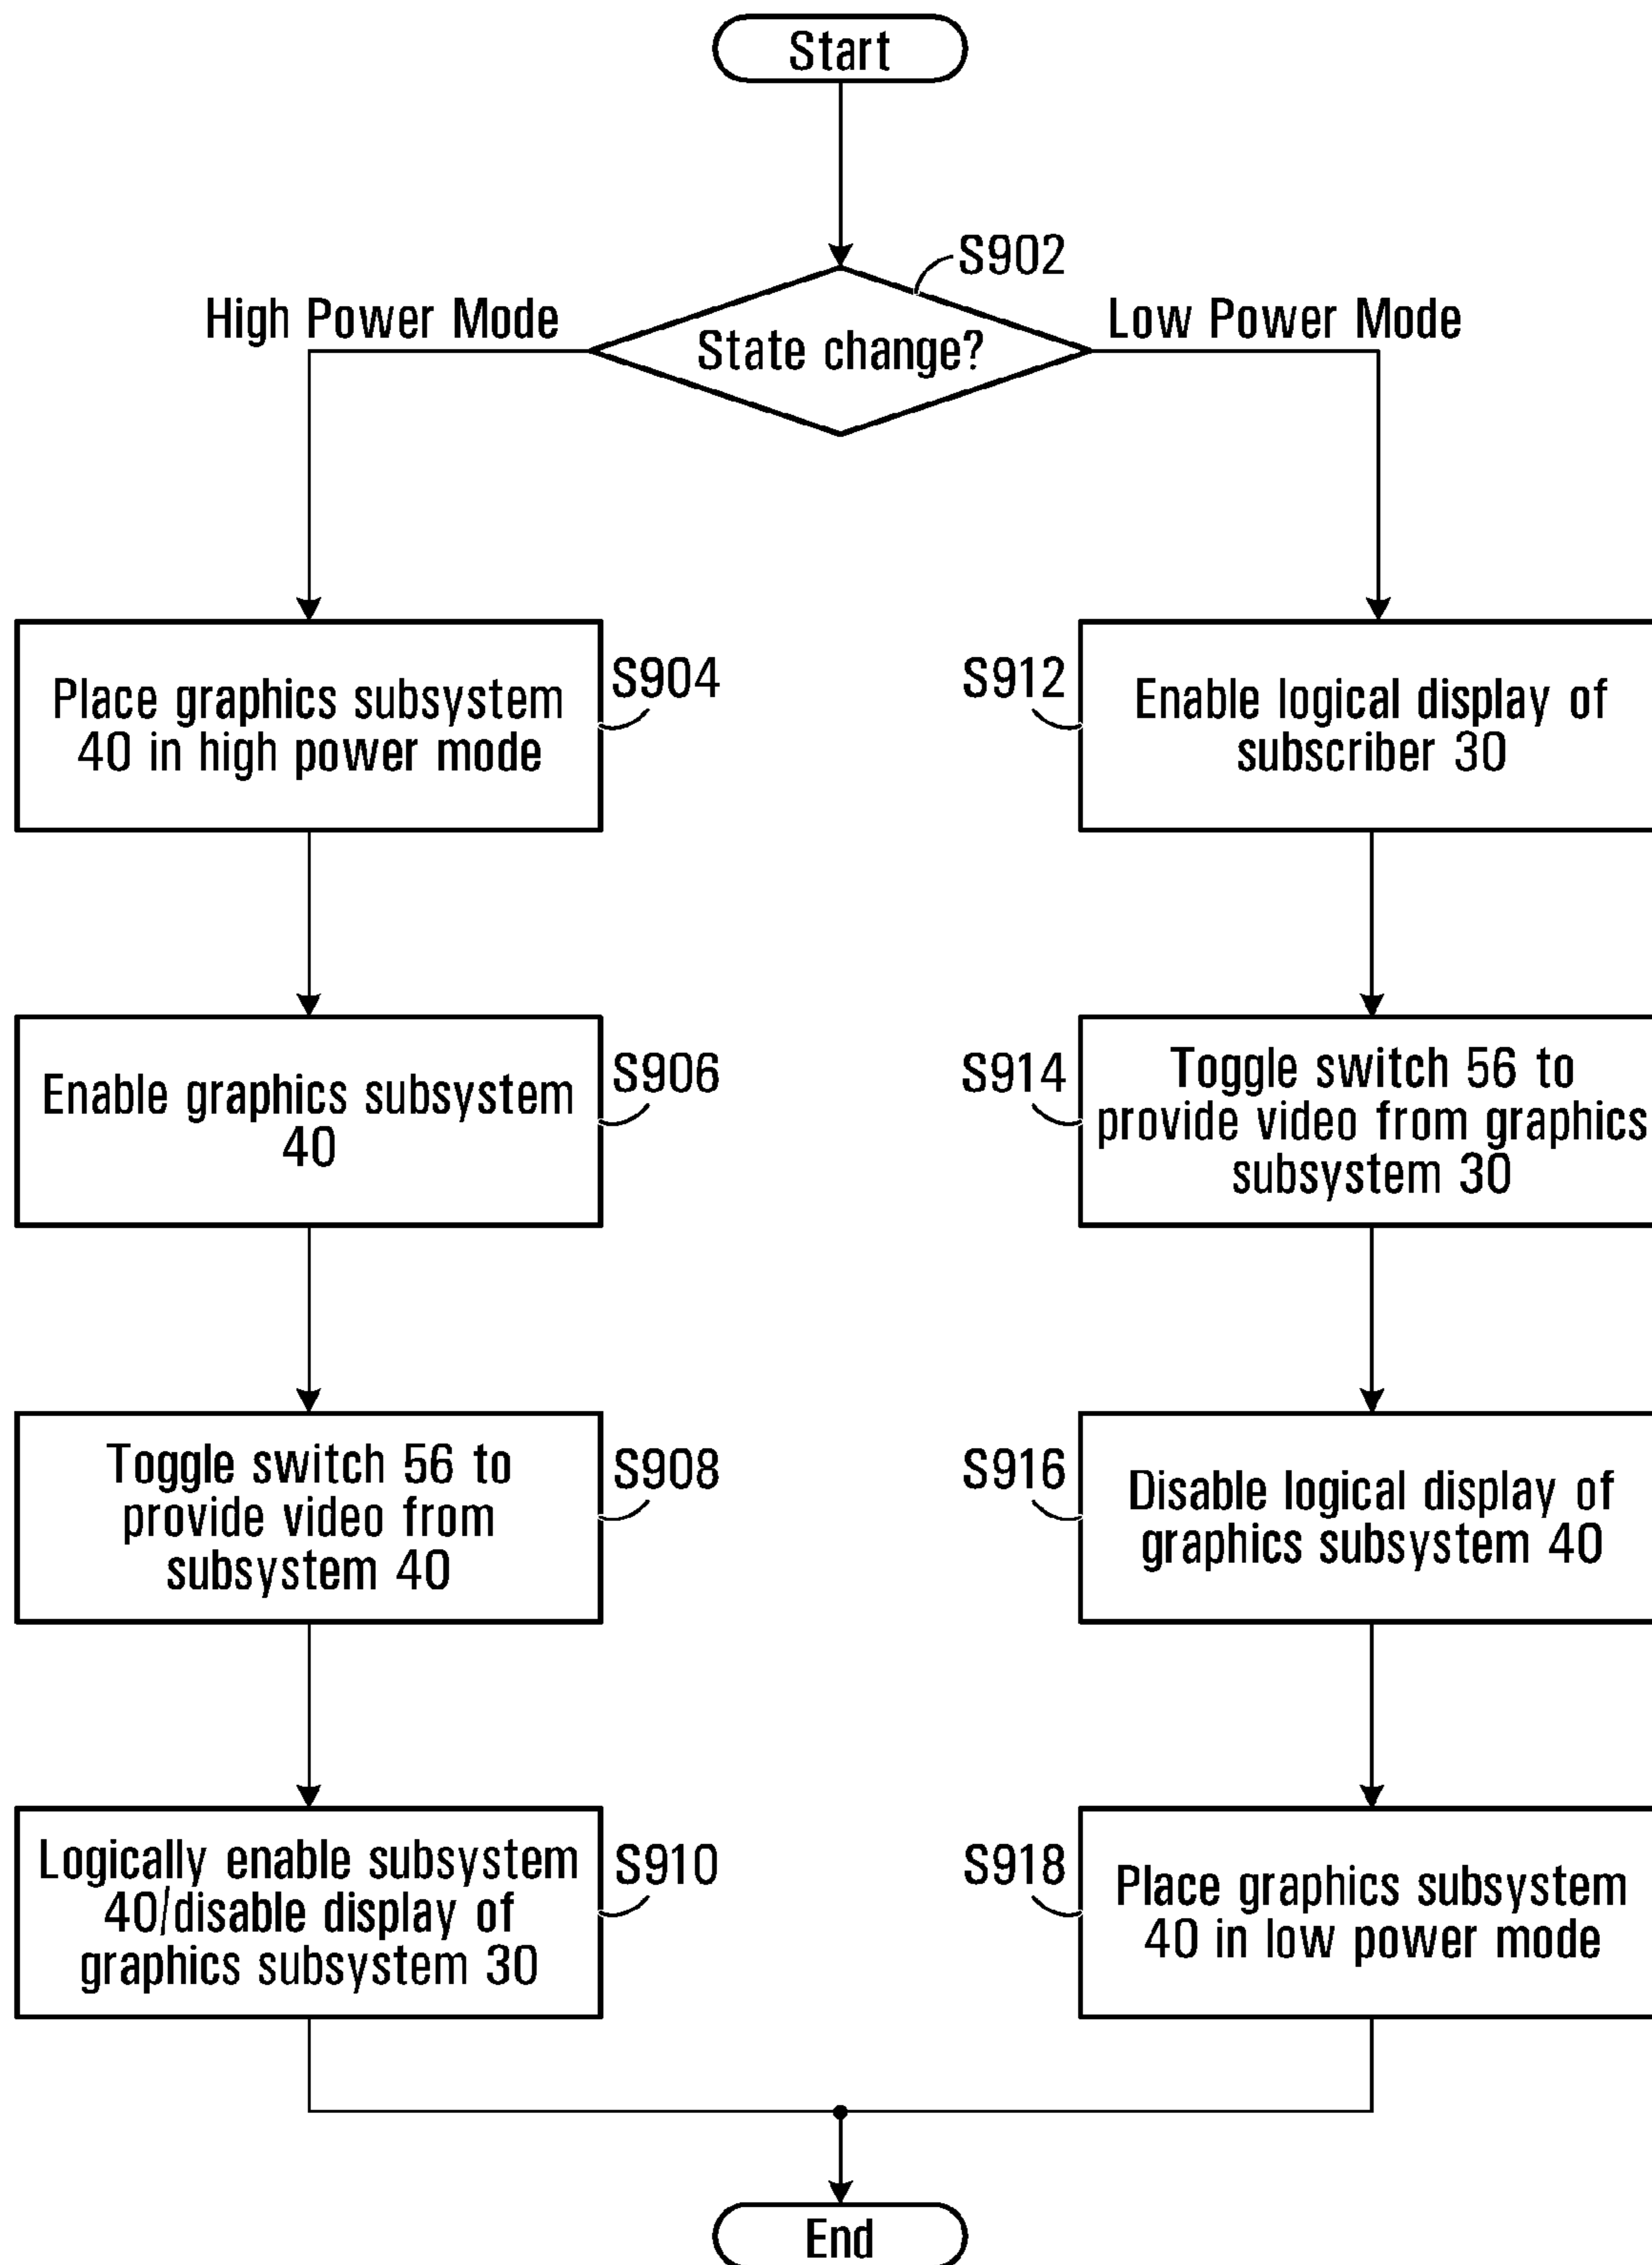 Start
S902
High Power Mode
State change?
Low Power Mode
Place graphics subsystem
40 in high power mode
S904
Enable graphics subsystem
40
S906
Toggle switch 56 to
provide video from
subsystem 40
S908
Logically enable subsystem
40/disable display of
graphics subsystem 30
S910
S912
Enable logical display of
subscriber 30
S914
Toggle switch 56 to
provide video from graphics
subsystem 30
S916
Disable logical display of
graphics subsystem 40
S918
Place graphics subsystem
40 in low power mode
End